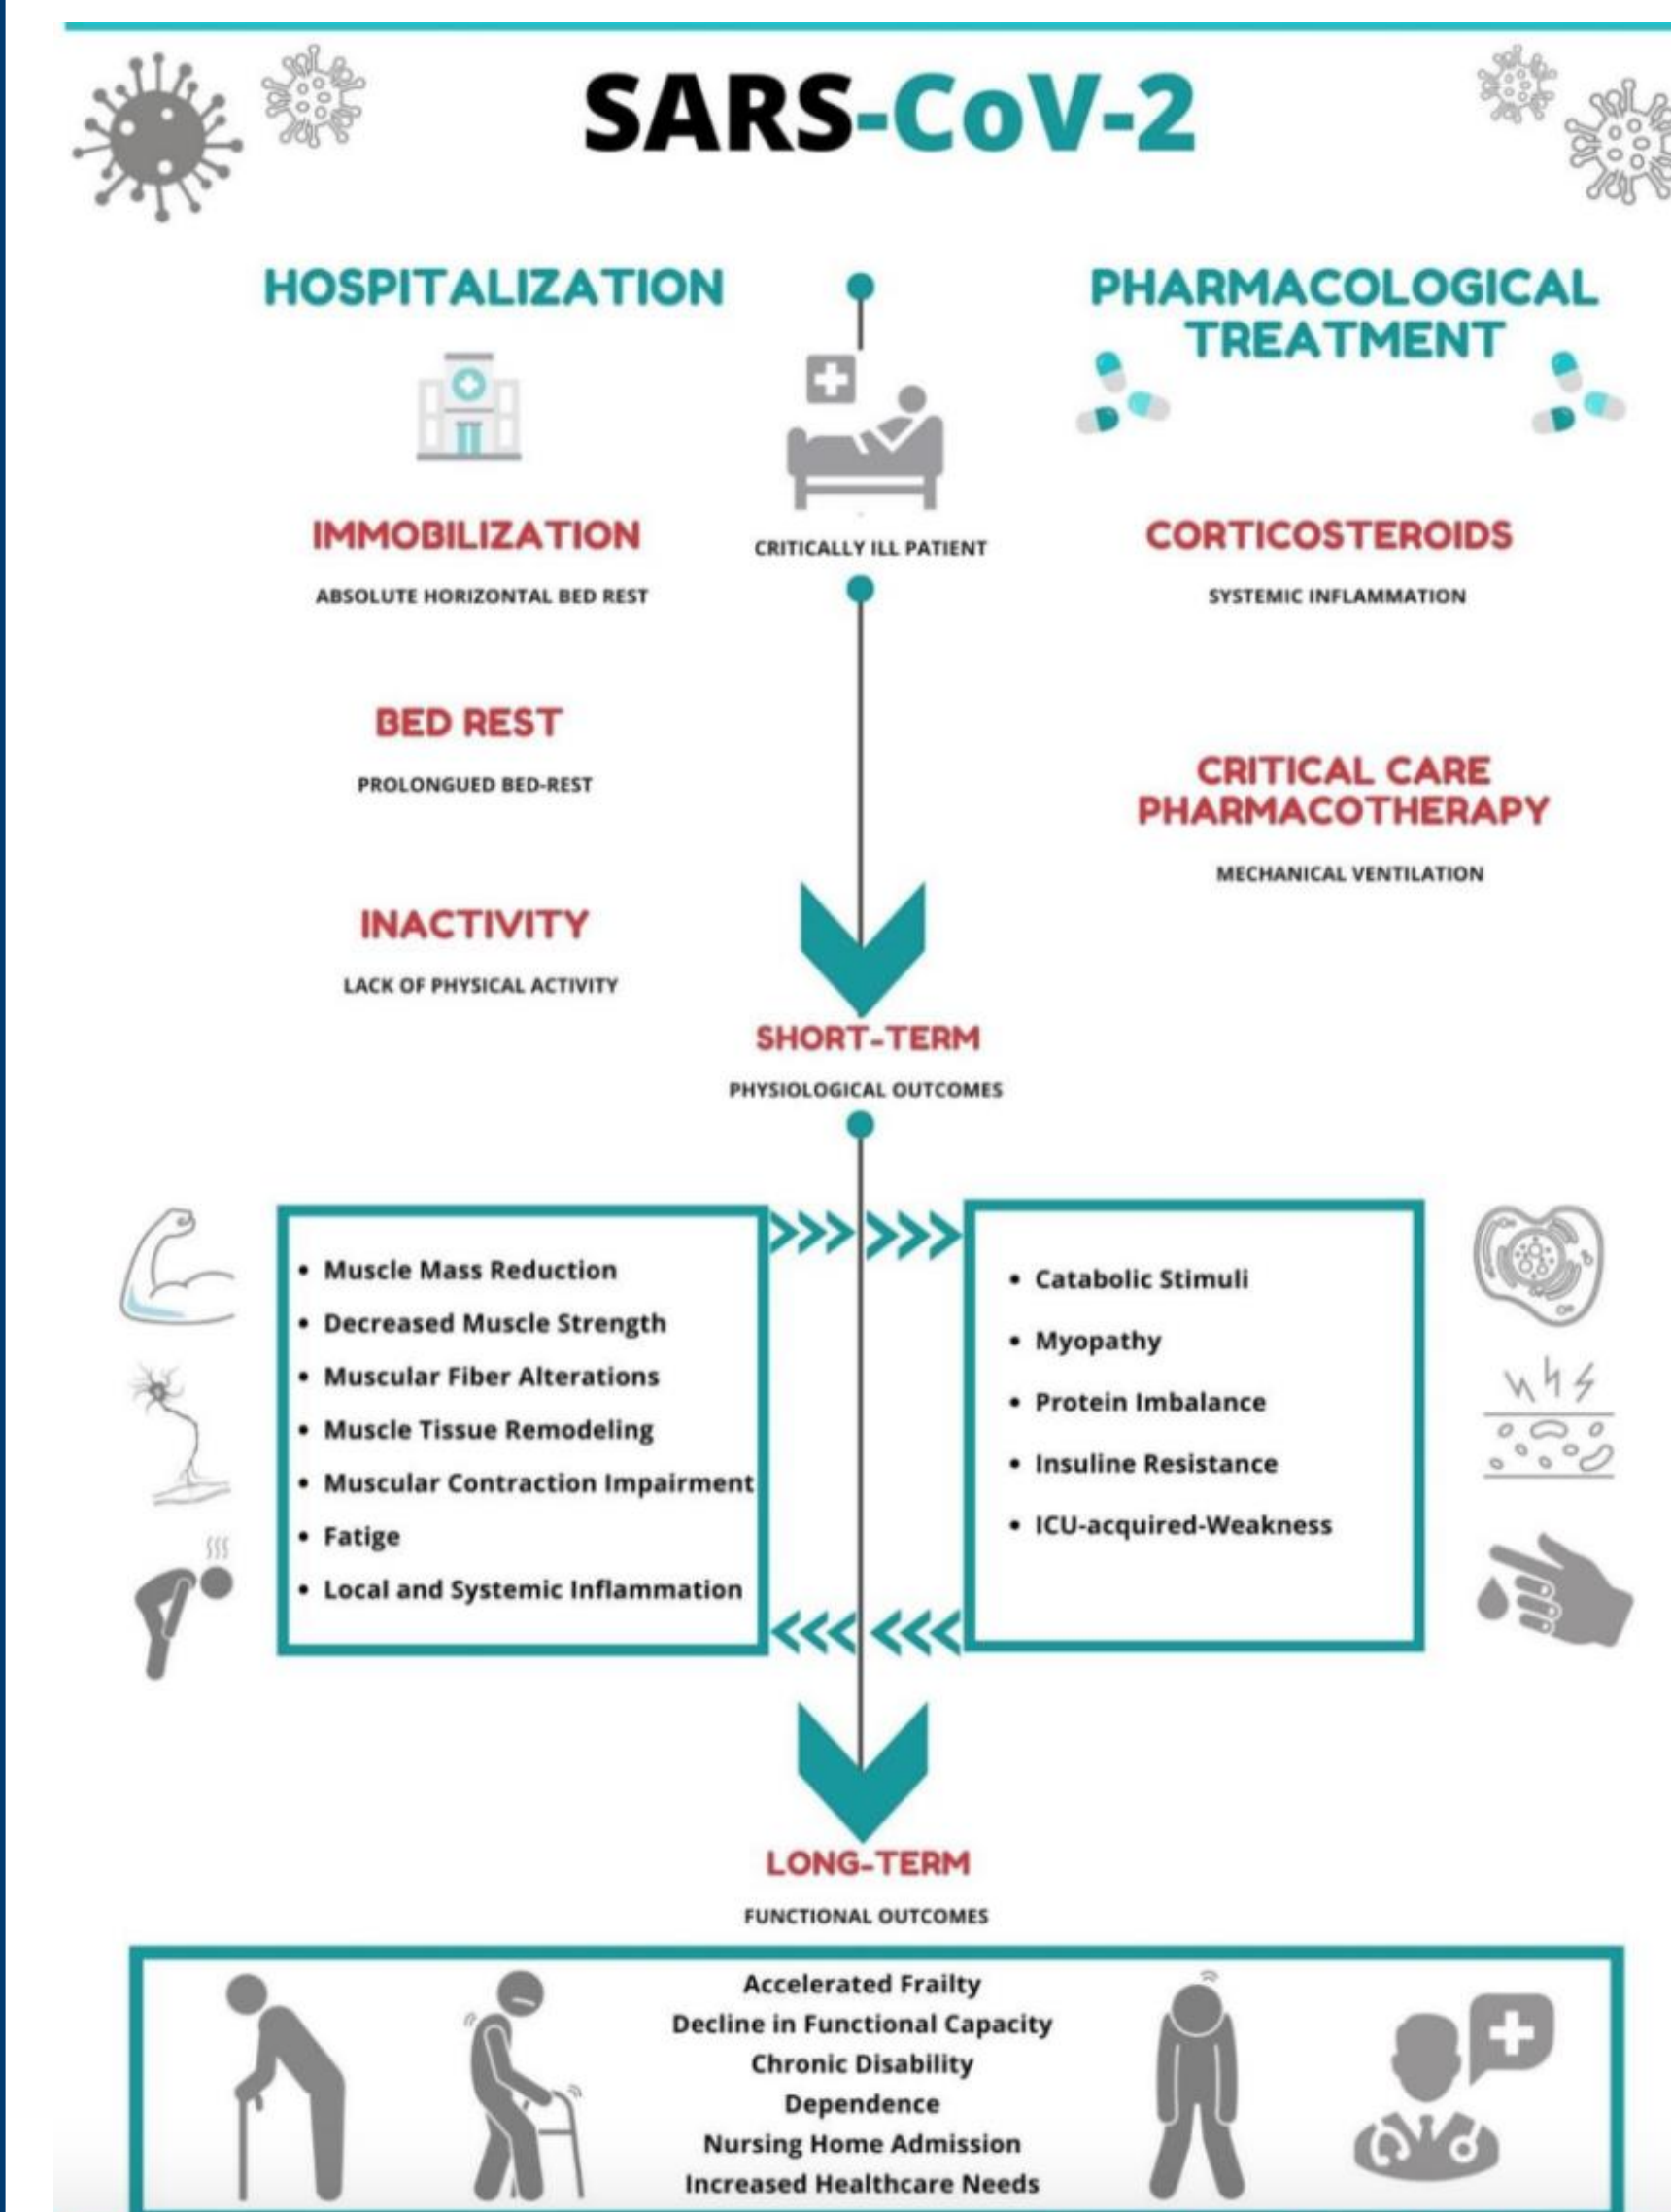 SARS-CoV-2
HOSPITALIZATION
PHARMACOLOGICAL
TREATMENT
IMMOBILIZATION
ABSOLUTE HORIZONTAL BED REST
CRITICALLY ILL PATIENT
CORTICOSTEROIDS
SYSTEMIC INFLAMMATION
BED REST
PROLONGUED BED-REST
CRITICAL CARE
PHARMACOTHERAPY
MECHANICAL VENTILATION
INACTIVITY
LACK OF PHYSICAL ACTIVITY
SHORT-TERM
PHYSIOLOGICAL OUTCOMES
• Muscle Mass Reduction
• Decreased Muscle Strength
• Muscular Fiber Alterations
• Muscle Tissue Remodeling
• Muscular Contraction Impairment
• Fatige
• Local and Systemic Inflammation
• Catabolic Stimuli
• Myopathy
• Protein Imbalance
• Insuline Resistance
• ICU-acquired-Weakness
LONG-TERM
FUNCTIONAL OUTCOMES
Accelerated Frailty
Decline in Functional Capacity
Chronic Disability
Dependence
Nursing Home Admission
Increased Healthcare Needs